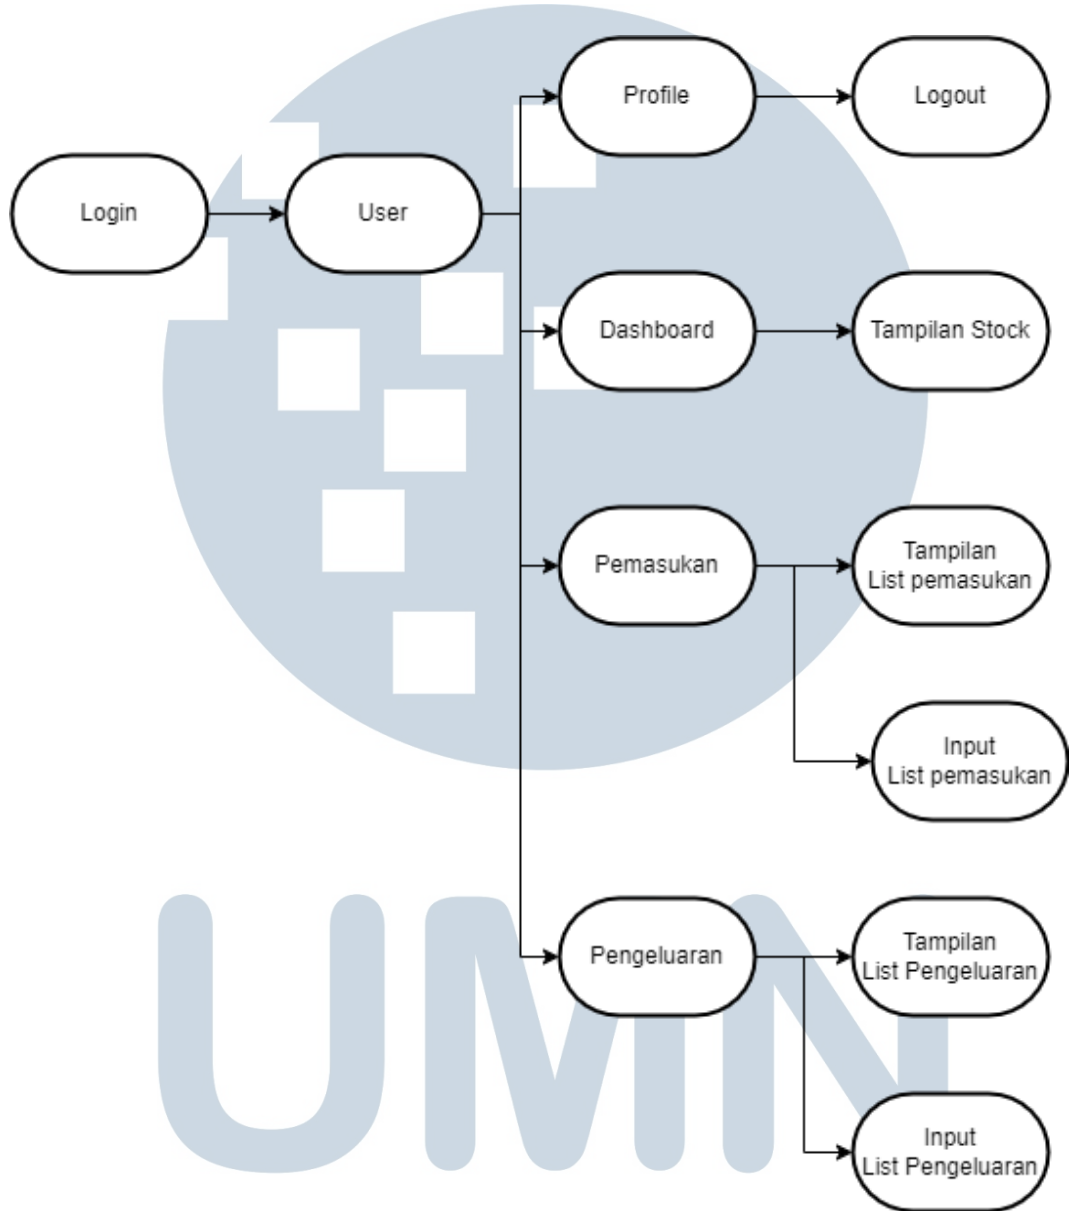 Profile
Logout
Login
User
Dashboard
Tampilan Stock
Pemasukan
Tampilan
List pemasukan
Input
List pemasukan
Pengeluaran
Tampilan
List Pengeluaran
Input
List Pengeluaran
UMN